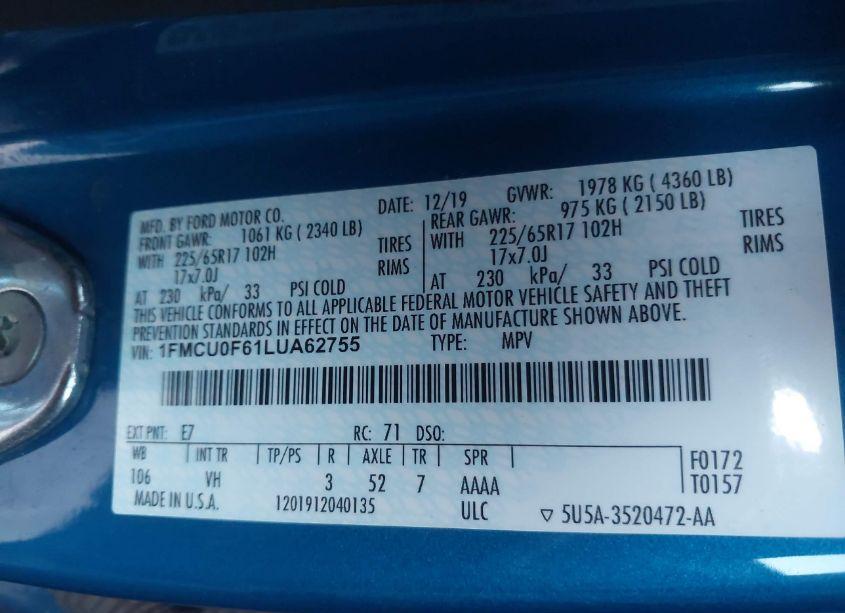 MFD. BY FORD MOTOR CO. DATE: 12/19 GVWR: 1978 KG ( 4360 LB)
FRONT GAWR: 1061 KG ( 2340 LB) REAR GAWR: 975 KG ( 2150 LB)
WITH 225/65R17 102H TIRES WITH 225/65R17 102H TIRES
17x7.0J RIMS 17x7.0J RIMS
AT 230 kPa/ 33 PSI COLD AT 230 kPa/ 33 PSI COLD
THIS VEHICLE CONFORMS TO ALL APPLICABLE FEDERAL MOTOR VEHICLE SAFETY AND THEFT
PREVENTION STANDARDS IN EFFECT ON THE DATE OF MANUFACTURE SHOWN ABOVE.
VIN: 1FMCU0F61LUA62755 TYPE: MPV
EXT PNT: E7 RC: 71 DSO:
WB INT TR TP/PS R AXLE TR SPR F0172
106 VH 3 52 7 AAAA T0157
MADE IN U.S.A. 1201912040135 ULC ▽ 5U5A-3520472-AA